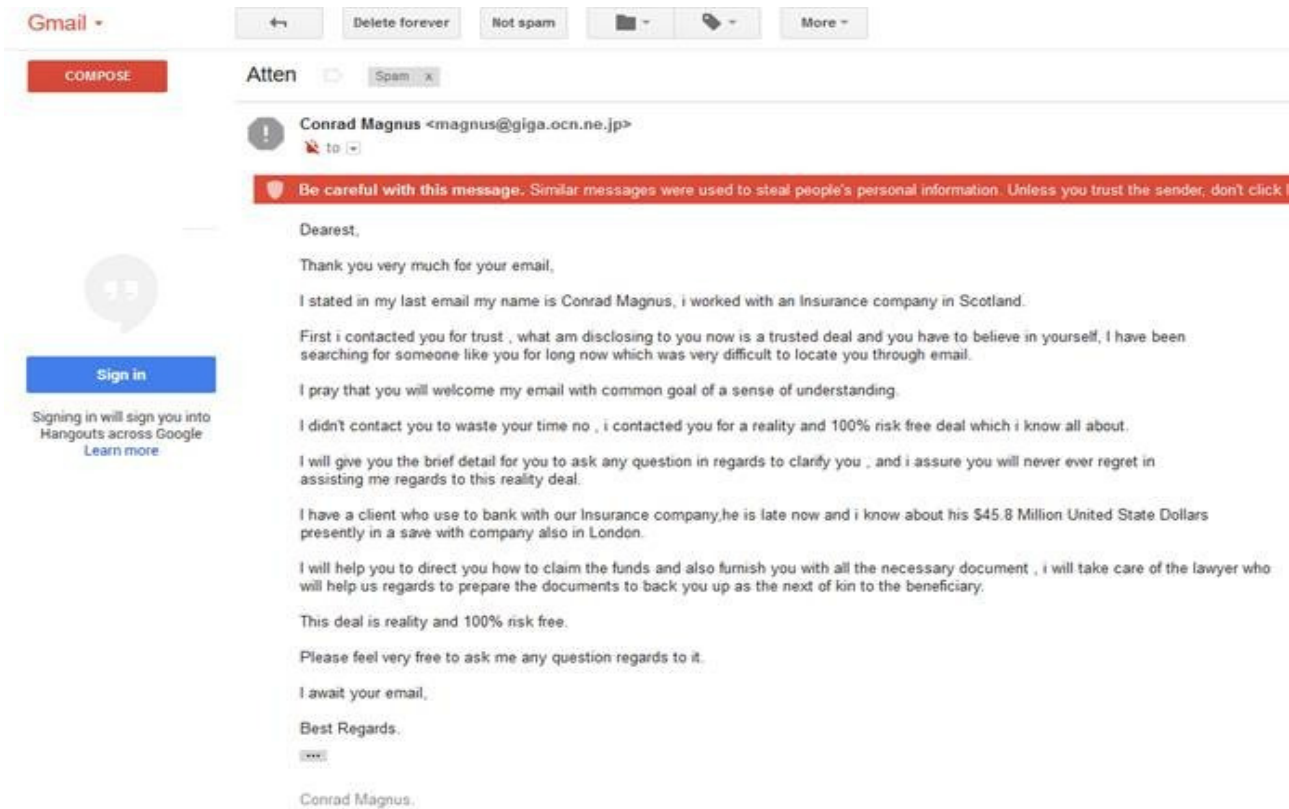 Gmail
Delete forever
Not spam
More
COMPOSE
Atten
Spam x
Conrad Magnus <magnus@giga.ocn.ne.jp>
to
Be careful with this message. Similar messages were used to steal people's personal information. Unless you trust the sender, don't click
Dearest,
Thank you very much for your email,
I stated in my last email my name is Conrad Magnus, i worked with an Insurance company in Scotland.
First i contacted you for trust , what am disclosing to you now is a trusted deal and you have to believe in yourself, I have been
searching for someone like you for long now which was very difficult to locate you through email.
I pray that you will welcome my email with common goal of a sense of understanding.
I didn't contact you to waste your time no , i contacted you for a reality and 100% risk free deal which i know all about.
I will give you the brief detail for you to ask any question in regards to clarify you , and i assure you will never ever regret in
assisting me regards to this reality deal.
I have a client who use to bank with our Insurance company,he is late now and i know about his $45.8 Million United State Dollars
presently in a save with company also in London.
I will help you to direct you how to claim the funds and also furnish you with all the necessary document , i will take care of the lawyer who
will help us regards to prepare the documents to back you up as the next of kin to the beneficiary.
This deal is reality and 100% risk free.
Please feel very free to ask me any question regards to it.
I await your email,
Best Regards.
Conrad Magnus.
Sign in
Signing in will sign you into
Hangouts across Google
Learn more